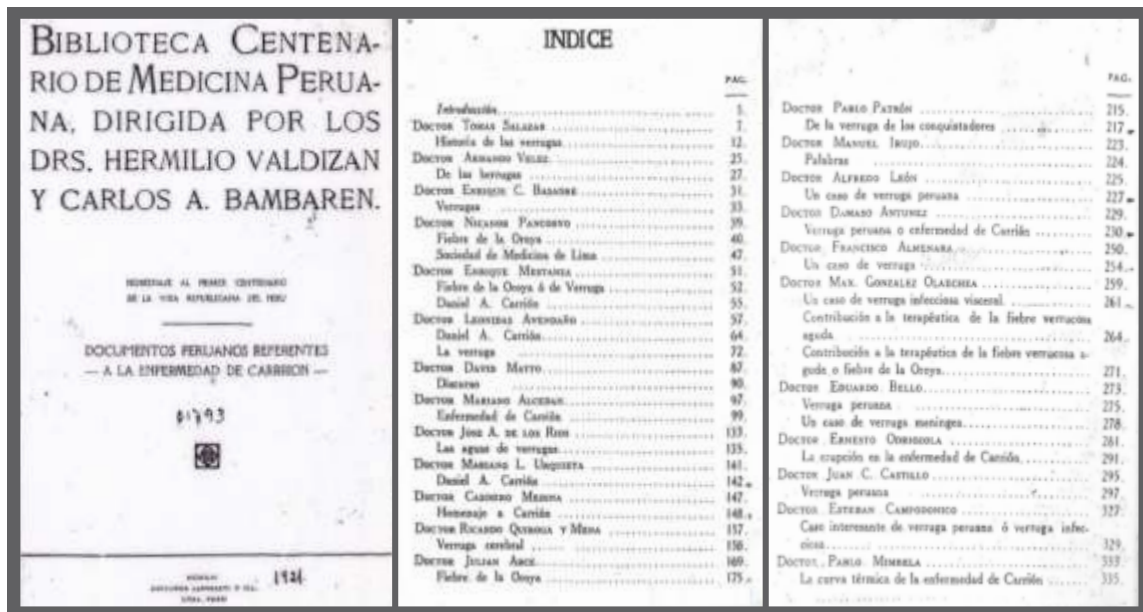 BIBLIOTECA CENTENA-
RIO DE MEDICINA PERUA-
NA, DIRIGIDA POR LOS
DRS. HERMILIO VALDIZAN
Y CARLOS A. BAMBAREN.
HOMENAJE AL PRIMER CENTENARIO
DE LA VIDA REPUBLICANA DEL PERÚ
DOCUMENTOS PERUANOS REFERENTES
— A LA ENFERMEDAD DE CARRION —
LIMA, PERÚ
INDICE
PAG.
Introducción 5.
DOCTOR TOMAS SALAZAR 7.
Historia de las verrugas 12.
DOCTOR ARMANDO VELEZ 25.
De las berrugas 27.
DOCTOR ENRIQUE C. BASADRE 31.
Verrugas 33.
DOCTOR NICANOR PANCORVO 39.
Fiebre de la Oroya 40.
Sociedad de Medicina de Lima 47.
DOCTOR ENRIQUE MESTANZA 51.
Fiebre de la Oroya ó de Verruga 52.
Daniel A. Carrión 55.
DOCTOR LEONIDAS AVENDAÑO 57.
Daniel A. Carrión 64.
La verruga 72.
DOCTOR DAVID MATTO 87.
Discurso 90.
DOCTOR MARIANO ALCEDAN 97.
Enfermedad de Carrión 99.
DOCTOR JOSE A. DE LOS RIOS 133.
Las aguas de verrugas 135.
DOCTOR MARIANO L. URQUIETA 141.
Daniel A. Carrión 142.
DOCTOR CASIMIRO MEDINA 147.
Homenaje a Carrión 148.
DOCTOR RICARDO QUIROGA Y MENA 157.
Verruga cerebral 158.
DOCTOR JULIAN ARCE 169.
Fiebre de la Oroya 175.
PAG.
DOCTOR PABLO PATRÓN 215.
De la verruga de los conquistadores 217.
DOCTOR MANUEL IRUJO 223.
Palabras 224.
DOCTOR ALFREDO LEÓN 225.
Un caso de verruga peruana 227.
DOCTOR DAMASO ANTUNEZ 229.
Verruga peruana o enfermedad de Carrión 230.
DOCTOR FRANCISCO ALMENARA 250.
Un caso de verruga 254.
DOCTOR MAX. GONZALEZ OLAECHEA 259.
Un caso de verruga infecciosa visceral 261.
Contribución a la terapéutica de la fiebre verrucosa
aguda 264.
Contribución a la terapéutica de la fiebre verrucosa a-
guda o fiebre de la Oroya 271.
DOCTOR EDUARDO BELLO 273.
Verruga peruana 275.
Un caso de verruga meníngea 278.
DOCTOR ERNESTO ODRIOZOLA 281.
La erupción en la enfermedad de Carrión 291.
DOCTOR JUAN C. CASTILLO 295.
Verruga peruana 297.
DOCTOR ESTEBAN CAMPODONICO 327.
Caso interesante de verruga peruana ó verruga infec-
ciosa 329.
DOCTOR PABLO MIMBELA 333.
La curva térmica de la enfermedad de Carrión 335.